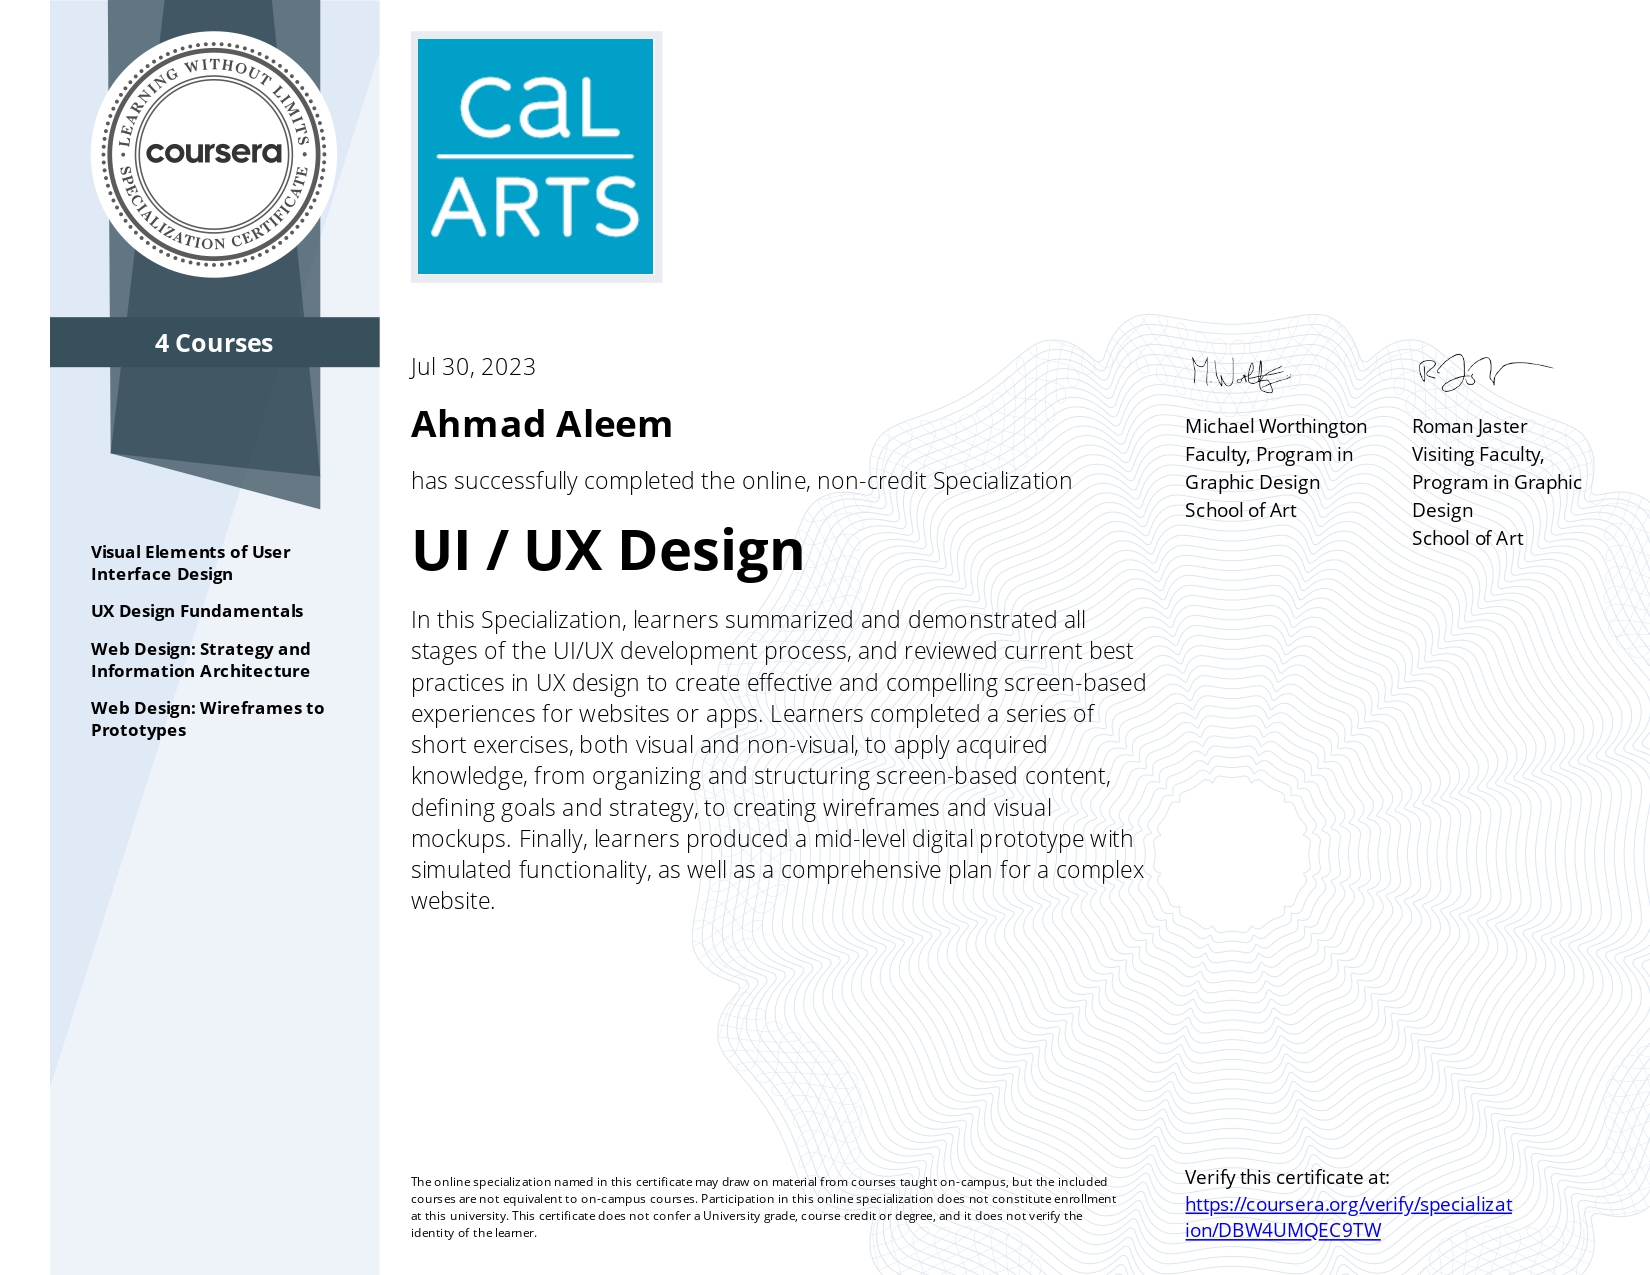 LEARNING WITHOUT LIMITS
coursera
SPECIALIZATION CERTIFICATE
4 Courses
Visual Elements of User
Interface Design
UX Design Fundamentals
Web Design: Strategy and
Information Architecture
Web Design: Wireframes to
Prototypes
caL
ARTS
Jul 30, 2023
Ahmad Aleem
has successfully completed the online, non-credit Specialization
UI / UX Design
In this Specialization, learners summarized and demonstrated all
stages of the UI/UX development process, and reviewed current best
practices in UX design to create effective and compelling screen-based
experiences for websites or apps. Learners completed a series of
short exercises, both visual and non-visual, to apply acquired
knowledge, from organizing and structuring screen-based content,
defining goals and strategy, to creating wireframes and visual
mockups. Finally, learners produced a mid-level digital prototype with
simulated functionality, as well as a comprehensive plan for a complex
website.
Michael Worthington
Faculty, Program in
Graphic Design
School of Art
Roman Jaster
Visiting Faculty,
Program in Graphic
Design
School of Art
The online specialization named in this certificate may draw on material from courses taught on-campus, but the included
courses are not equivalent to on-campus courses. Participation in this online specialization does not constitute enrollment
at this university. This certificate does not confer a University grade, course credit or degree, and it does not verify the
identity of the learner.
Verify this certificate at:
https://coursera.org/verify/specializat
ion/DBW4UMQEC9TW